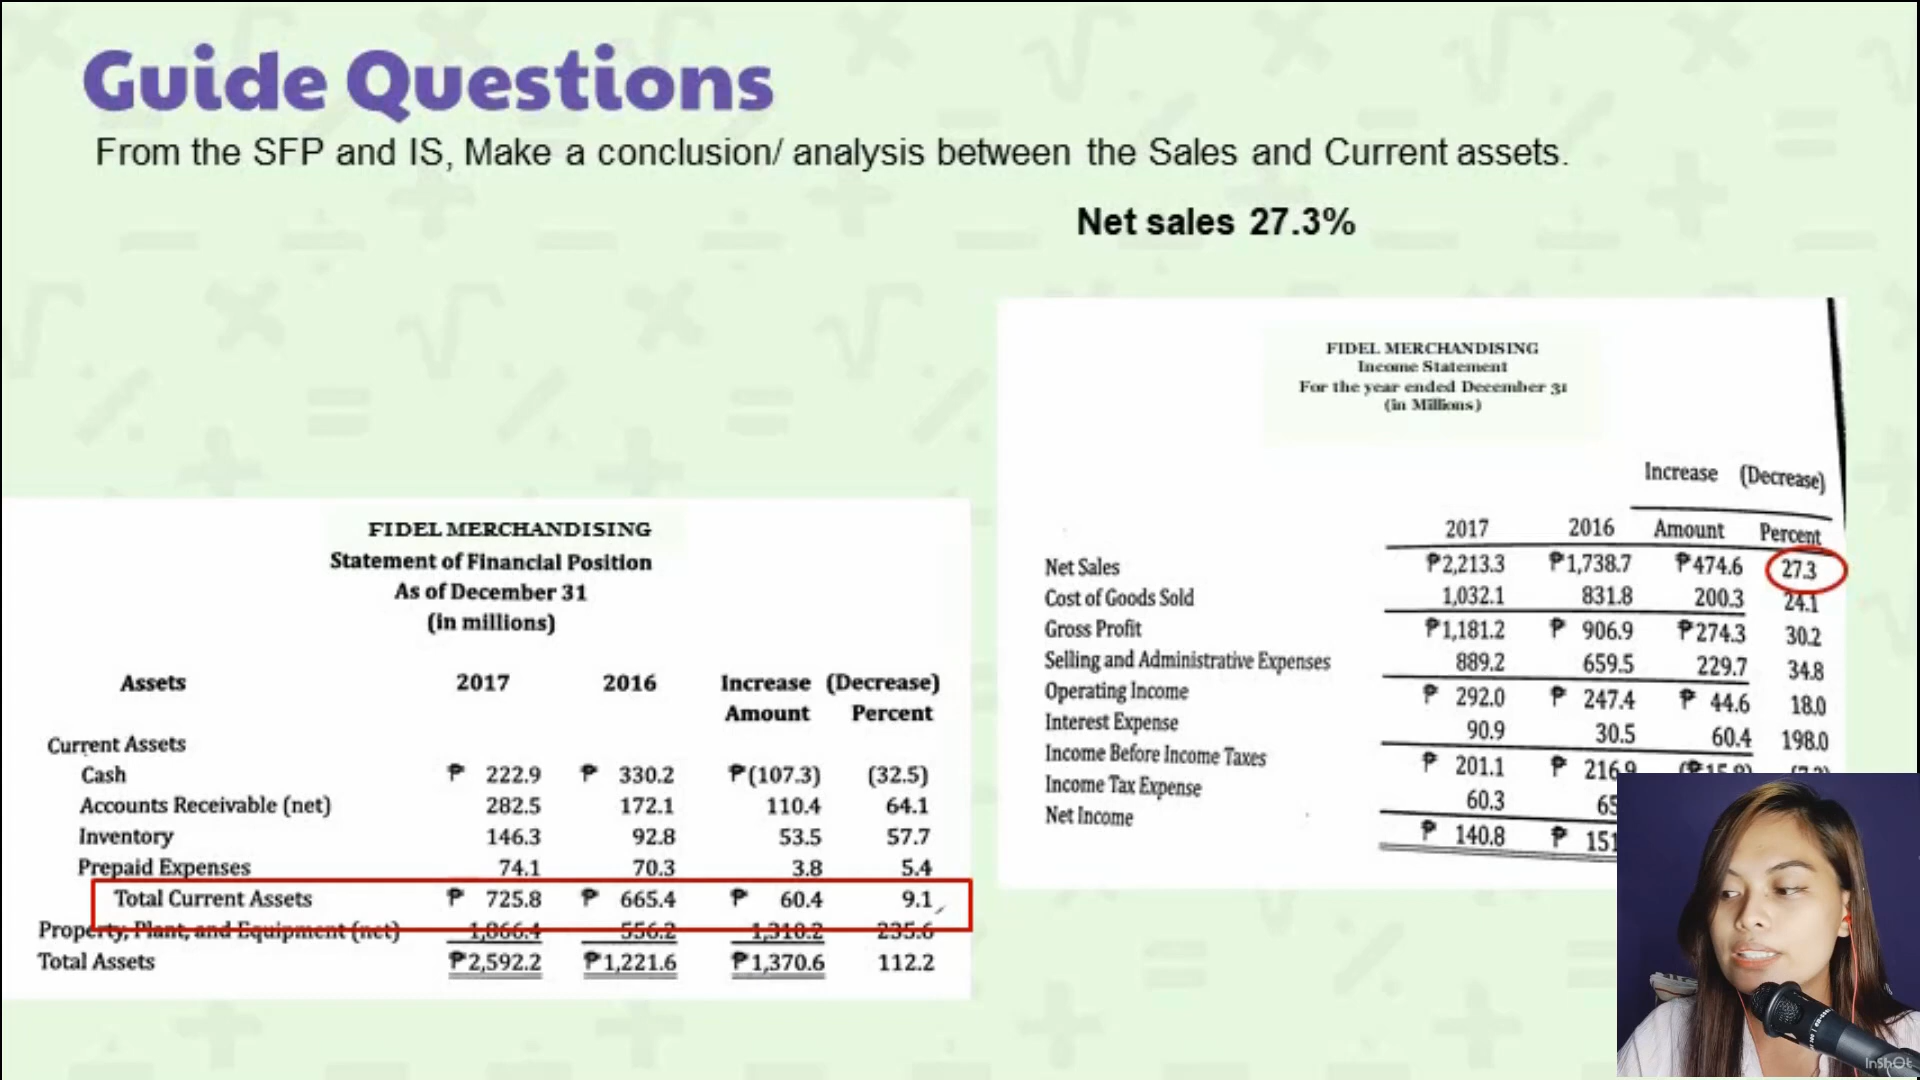 Guide Questions
From the SFP and IS, Make a conclusion/ analysis between the Sales and Current assets.
Net sales 27.3%
FIDEL MERCHANDISING
Statement of Financial Position
As of December 31
(in millions)
Assets 2017 2016 Increase (Decrease)
Amount Percent
Current Assets
Cash ₱ 222.9 ₱ 330.2 ₱(107.3) (32.5)
Accounts Receivable (net) 282.5 172.1 110.4 64.1
Inventory 146.3 92.8 53.5 57.7
Prepaid Expenses 74.1 70.3 3.8 5.4
Total Current Assets ₱ 725.8 ₱ 665.4 ₱ 60.4 9.1
Property, Plant, and Equipment (net) 1,866.4 556.2 1,310.2 235.6
Total Assets ₱2,592.2 ₱1,221.6 ₱1,370.6 112.2
FIDEL MERCHANDISING
Income Statement
For the year ended December 31
(in Millions)
Increase (Decrease)
2017 2016 Amount Percent
Net Sales ₱2,213.3 ₱1,738.7 ₱474.6 27.3
Cost of Goods Sold 1,032.1 831.8 200.3 24.1
Gross Profit ₱1,181.2 ₱ 906.9 ₱274.3 30.2
Selling and Administrative Expenses 889.2 659.5 229.7 34.8
Operating Income ₱ 292.0 ₱ 247.4 ₱ 44.6 18.0
Interest Expense 90.9 30.5 60.4 198.0
Income Before Income Taxes ₱ 201.1 ₱ 216.9
Income Tax Expense 60.3 65
Net Income ₱ 140.8 ₱ 151
InShOt